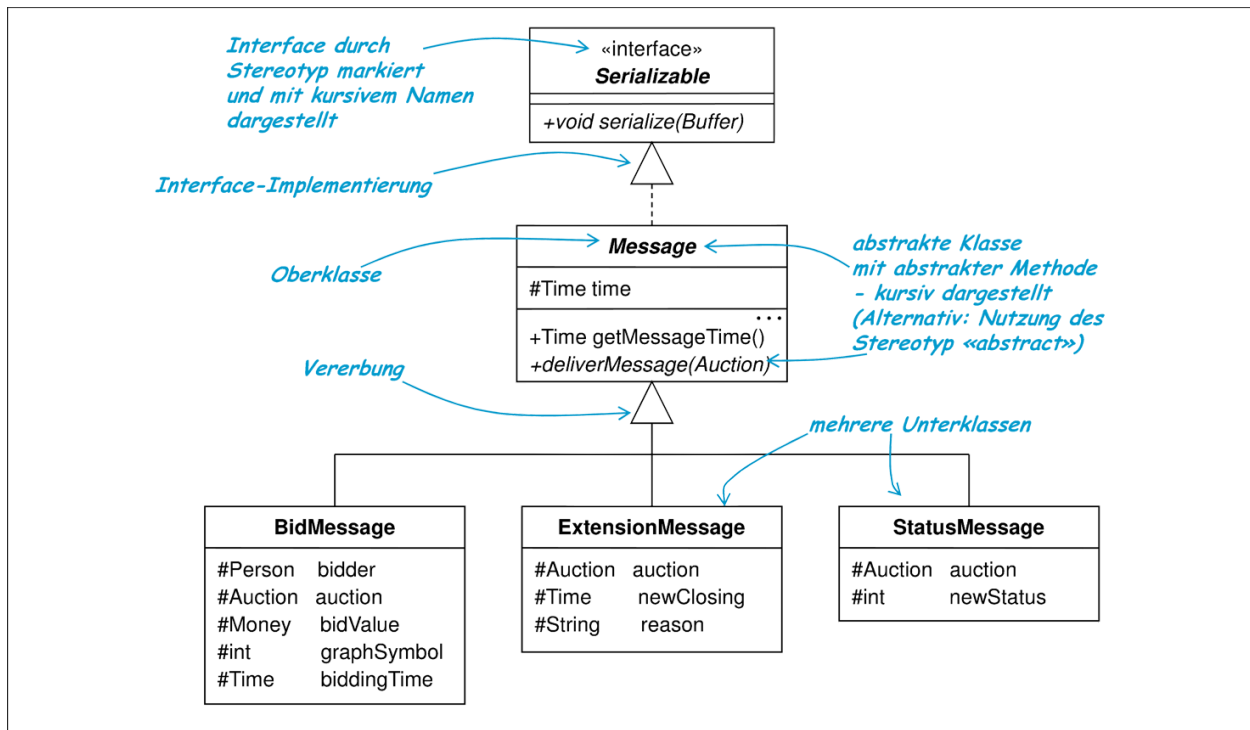 Interface durch
Stereotyp markiert
und mit kursivem Namen
dargestellt
«interface»
Serializable
+void serialize(Buffer)
Interface-Implementierung
Oberklasse
Message
#Time time
...
+Time getMessageTime()
+deliverMessage(Auction)
abstrakte Klasse
mit abstrakter Methode
- kursiv dargestellt
(Alternativ: Nutzung des
Stereotyp «abstract»)
Vererbung
mehrere Unterklassen
BidMessage
#Person bidder
#Auction auction
#Money bidValue
#int graphSymbol
#Time biddingTime
ExtensionMessage
#Auction auction
#Time newClosing
#String reason
StatusMessage
#Auction auction
#int newStatus